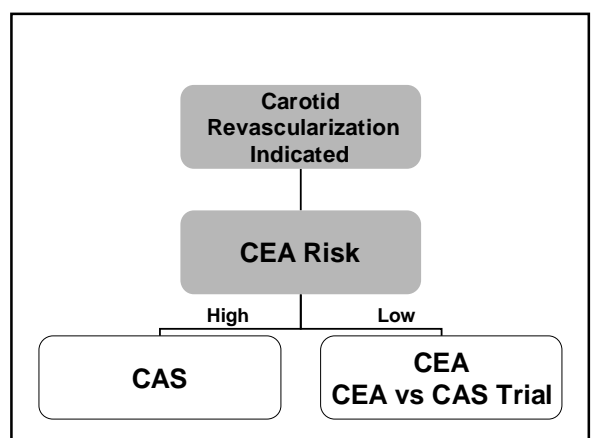 Carotid
Revascularization
Indicated
CEA Risk
High
Low
CAS
CEA
CEA vs CAS Trial